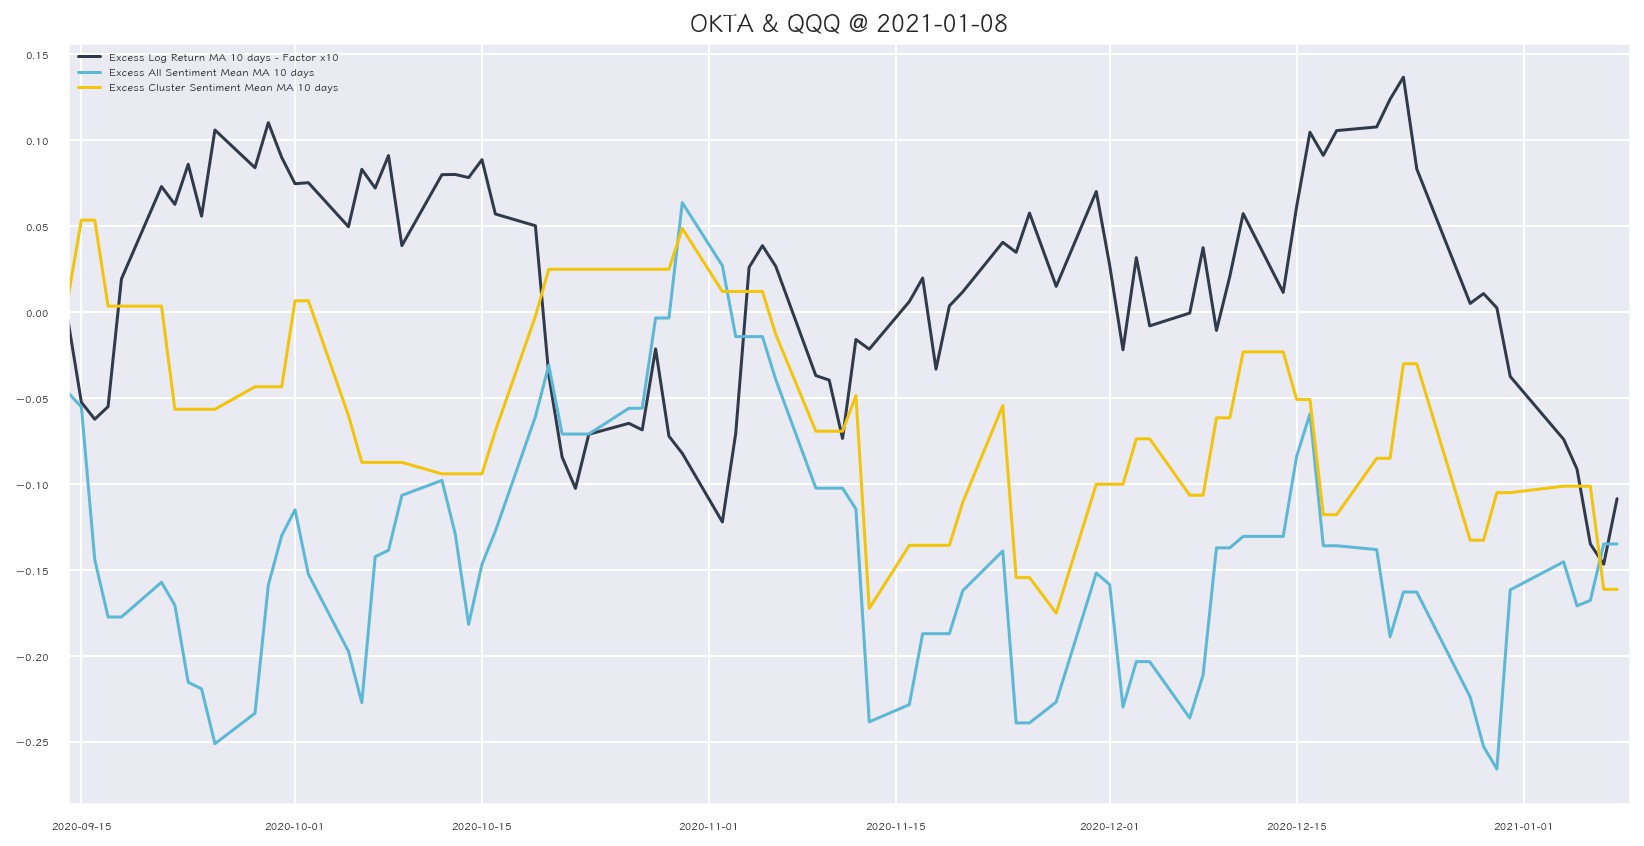 OKTA & QQQ @ 2021-01-08
Excess Log Return MA 10 days - Factor x10
Excess All Sentiment Mean MA 10 days
Excess Cluster Sentiment Mean MA 10 days
0.15
0.10
0.05
0.00
−0.05
−0.10
−0.15
−0.20
−0.25
2020-09-15 2020-10-01 2020-10-15 2020-11-01 2020-11-15 2020-12-01 2020-12-15 2021-01-01